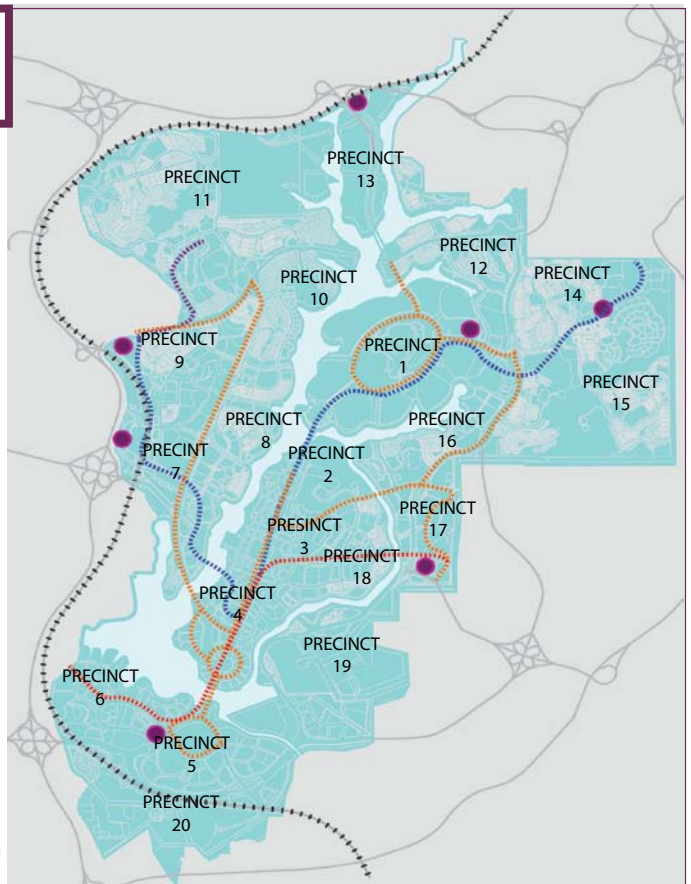 PRECINCT
13
PRECINCT
11
PRECINCT
12
PRECINCT
14
PRECINCT
10
PRECINCT
9
PRECINCT
1
PRECINCT
15
PRECINCT
8
PRECINCT
16
PRECINT
7
PRECINCT
2
PRECINCT
17
PRESINCT
3
PRECINCT
18
PRECINCT
4
PRECINCT
19
PRECINCT
6
PRECINCT
5
PRECINCT
20